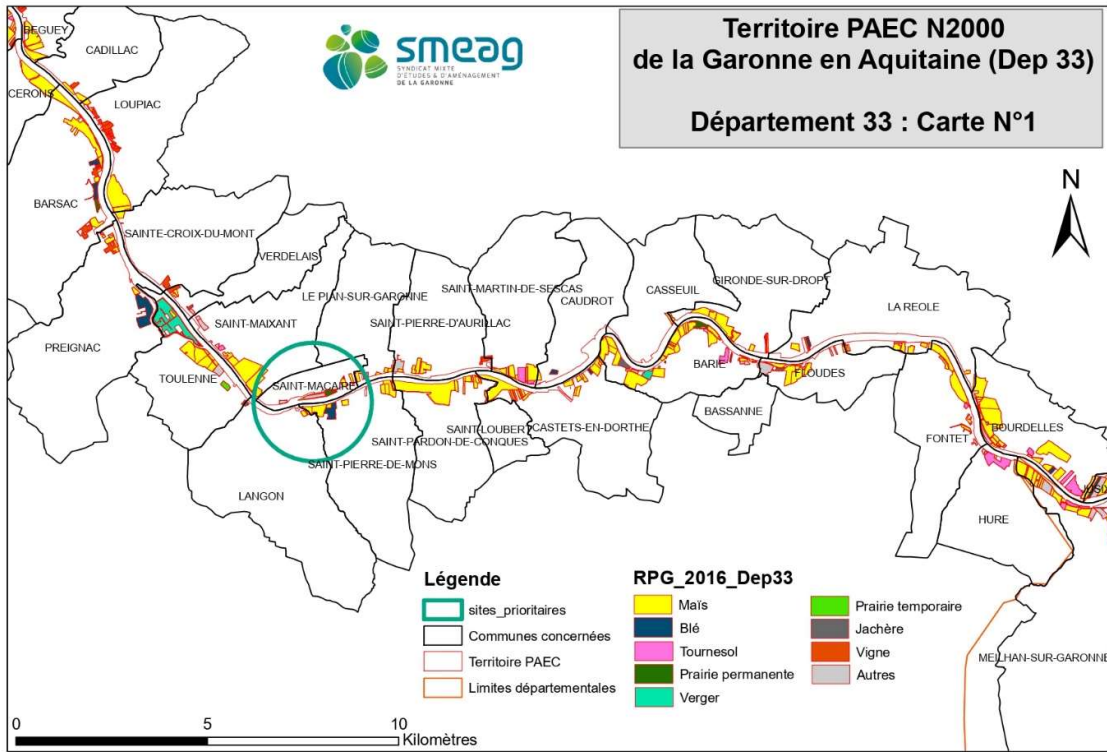 Territoire PAEC N2000
de la Garonne en Aquitaine (Dep 33)
Département 33 : Carte N°1
smeag
SYNDICAT MIXTE
D'ÉTUDES & D'AMÉNAGEMENT
DE LA GARONNE
N
BEGUEY
CADILLAC
CERONS
LOUPIAC
BARSAC
SAINTE-CROIX-DU-MONT
VERDELAIS
LE PIAN-SUR-GARONNE
SAINT-MARTIN-DE-SESCAS
CAUDROT
CASSEUIL
GIRONDE-SUR-DROPT
LA REOLE
SAINT-MAIXANT
SAINT-PIERRE-D'AURILLAC
PREIGNAC
TOULENNE
SAINT-MACAIRE
BARIE
FLOUDES
BASSANNE
SAINT-LOUBERT
CASTETS-EN-DORTHE
SAINT-PARDON-DE-CONQUES
SAINT-PIERRE-DE-MONS
LANGON
FONTET
BOURDELLES
HURE
MEILHAN-SUR-GARONNE
Légende
sites_prioritaires
Communes concernées
Territoire PAEC
Limites départementales
RPG_2016_Dep33
Maïs
Blé
Tournesol
Prairie permanente
Verger
Prairie temporaire
Jachère
Vigne
Autres
0 5 10
Kilomètres